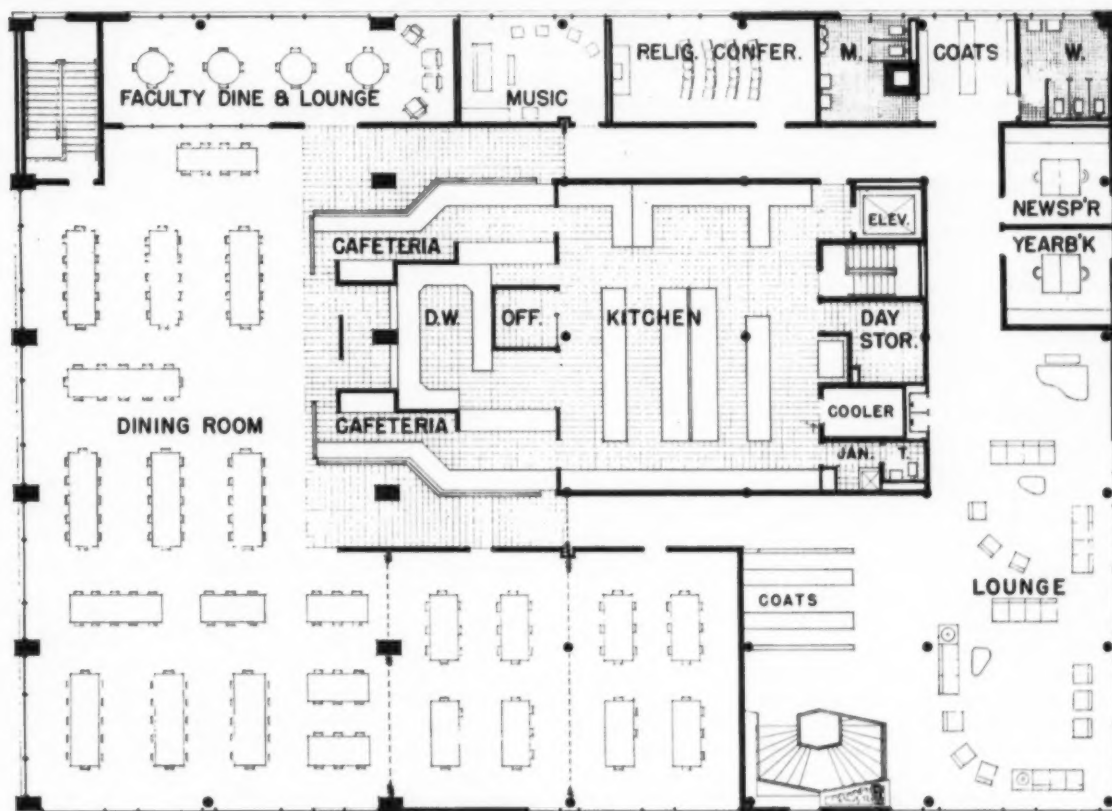 FACULTY DINE & LOUNGE
MUSIC
RELIG. CONFER.
M.
COATS
W.
NEWSP'R
YEARB'K
ELEV.
CAFETERIA
D.W.
OFF.
KITCHEN
DAY
STOR.
COOLER
JAN.
T.
DINING ROOM
CAFETERIA
COATS
LOUNGE